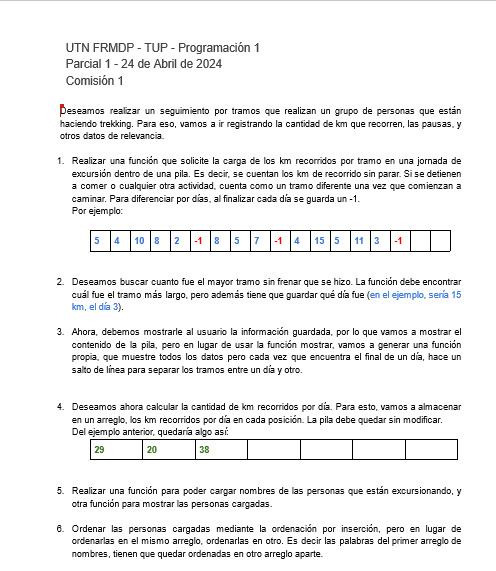 UTN FRMDP - TUP - Programación 1
Parcial 1 - 24 de Abril de 2024
Comisión 1
Deseamos realizar un seguimiento por tramos que realizan un grupo de personas que están
haciendo trekking. Para eso, vamos a ir registrando la cantidad de km que recorren, las pausas, y
otros datos de relevancia.
1. Realizar una función que solicite la carga de los km recorridos por tramo en una jornada de
excursión dentro de una pila. Es decir, se cuentan los km de recorrido sin parar. Si se detienen
a comer o cualquier otra actividad, cuenta como un tramo diferente una vez que comienzan a
caminar. Para diferenciar por días, al finalizar cada día se guarda un -1.
Por ejemplo:
5 4 10 8 2 -1 8 5 7 -1 4 15 5 11 3 -1
2. Deseamos buscar cuanto fue el mayor tramo sin frenar que se hizo. La función debe encontrar
cuál fue el tramo más largo, pero además tiene que guardar qué día fue (en el ejemplo, sería 15
km, el día 3).
3. Ahora, debemos mostrarle al usuario la información guardada, por lo que vamos a mostrar el
contenido de la pila, pero en lugar de usar la función mostrar, vamos a generar una función
propia, que muestre todos los datos pero cada vez que encuentra el final de un día, hace un
salto de línea para separar los tramos entre un día y otro.
4. Deseamos ahora calcular la cantidad de km recorridos por día. Para esto, vamos a almacenar
en un arreglo, los km recorridos por día en cada posición. La pila debe quedar sin modificar.
Del ejemplo anterior, quedaría algo así:
29 20 38
5. Realizar una función para poder cargar nombres de las personas que están excursionando, y
otra función para mostrar las personas cargadas.
6. Ordenar las personas cargadas mediante la ordenación por inserción, pero en lugar de
ordenarlas en el mismo arreglo, ordenarlas en otro. Es decir las palabras del primer arreglo de
nombres, tienen que quedar ordenadas en otro arreglo aparte.